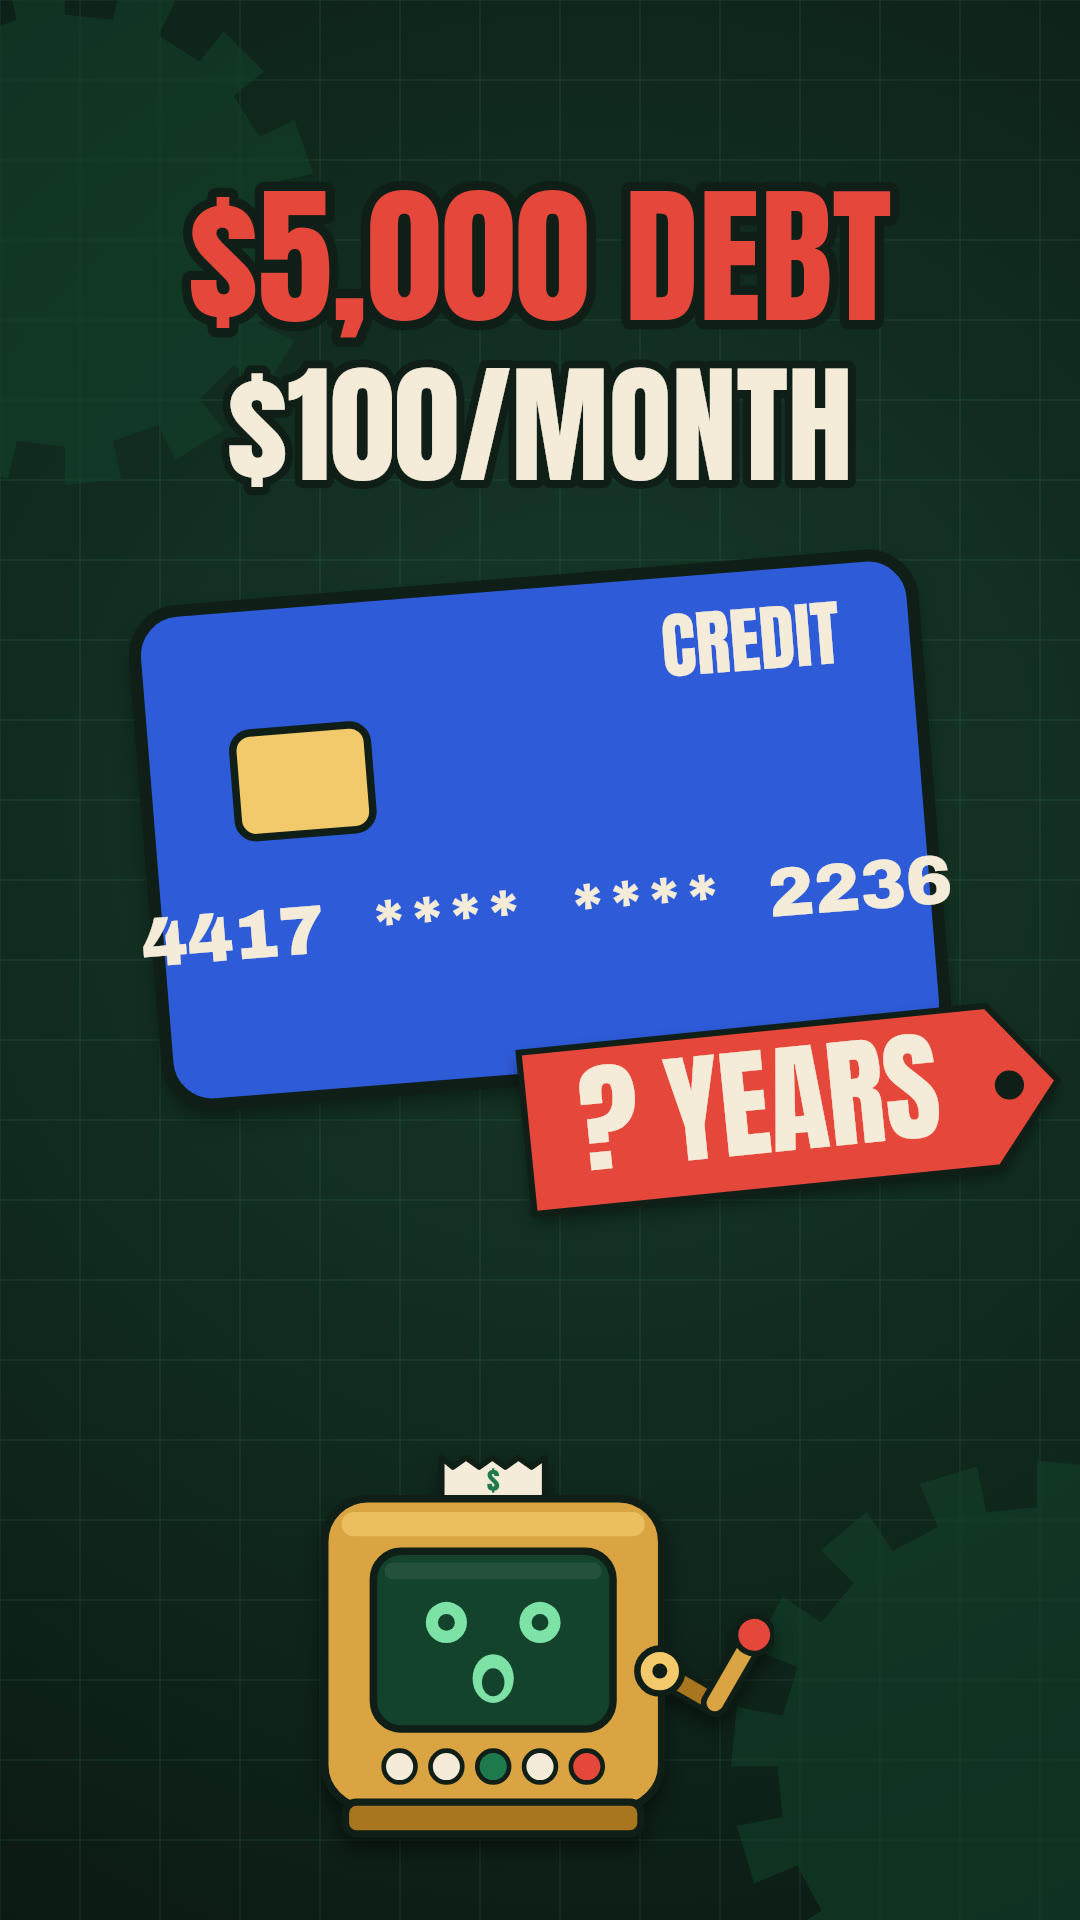 $5,000 DEBT
$100/MONTH
CREDIT
4417 **** **** 2236
? YEARS
$